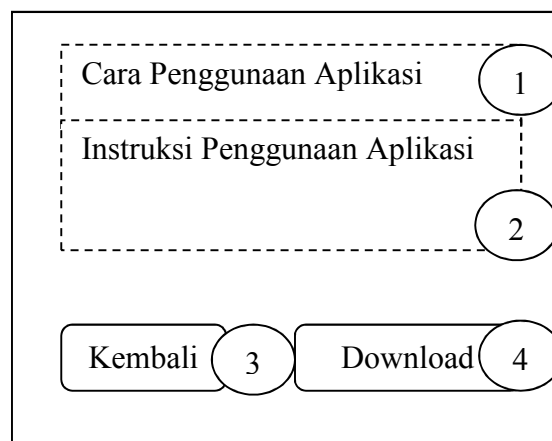 Cara Penggunaan Aplikasi
1
Instruksi Penggunaan Aplikasi
2
Kembali 3 Download 4